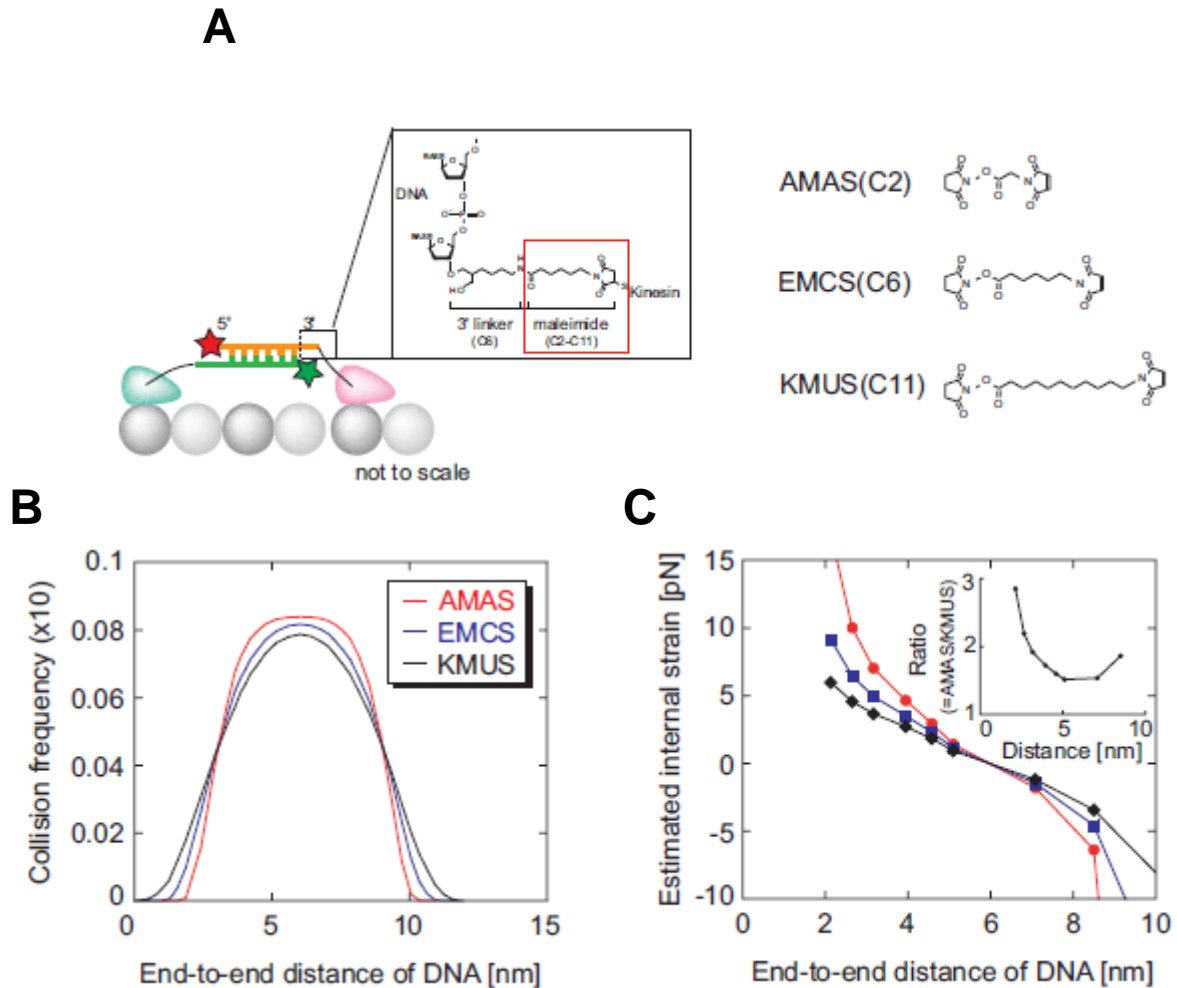 A
BASE
O
O
DNA
O
O P O
O
BASE
O
O
HO
H
N
O
O
N
O
S
Kinesin
3' linker
(C6)
maleimide
(C2-C11)
5'
3'
not to scale
AMAS(C2)
O
N
O
O
O
O
N
O
EMCS(C6)
O
N
O
O
O
O
N
O
KMUS(C11)
O
N
O
O
O
O
N
O
B
0.1
0.08
0.06
0.04
0.02
0
0
5
10
15
Collision frequency (x10)
End-to-end distance of DNA [nm]
AMAS
EMCS
KMUS
C
15
10
5
0
-5
-10
0
2
4
6
8
10
Estimated internal strain [pN]
End-to-end distance of DNA [nm]
3
2
1
0
5
10
Ratio
(=AMAS/KMUS)
Distance [nm]